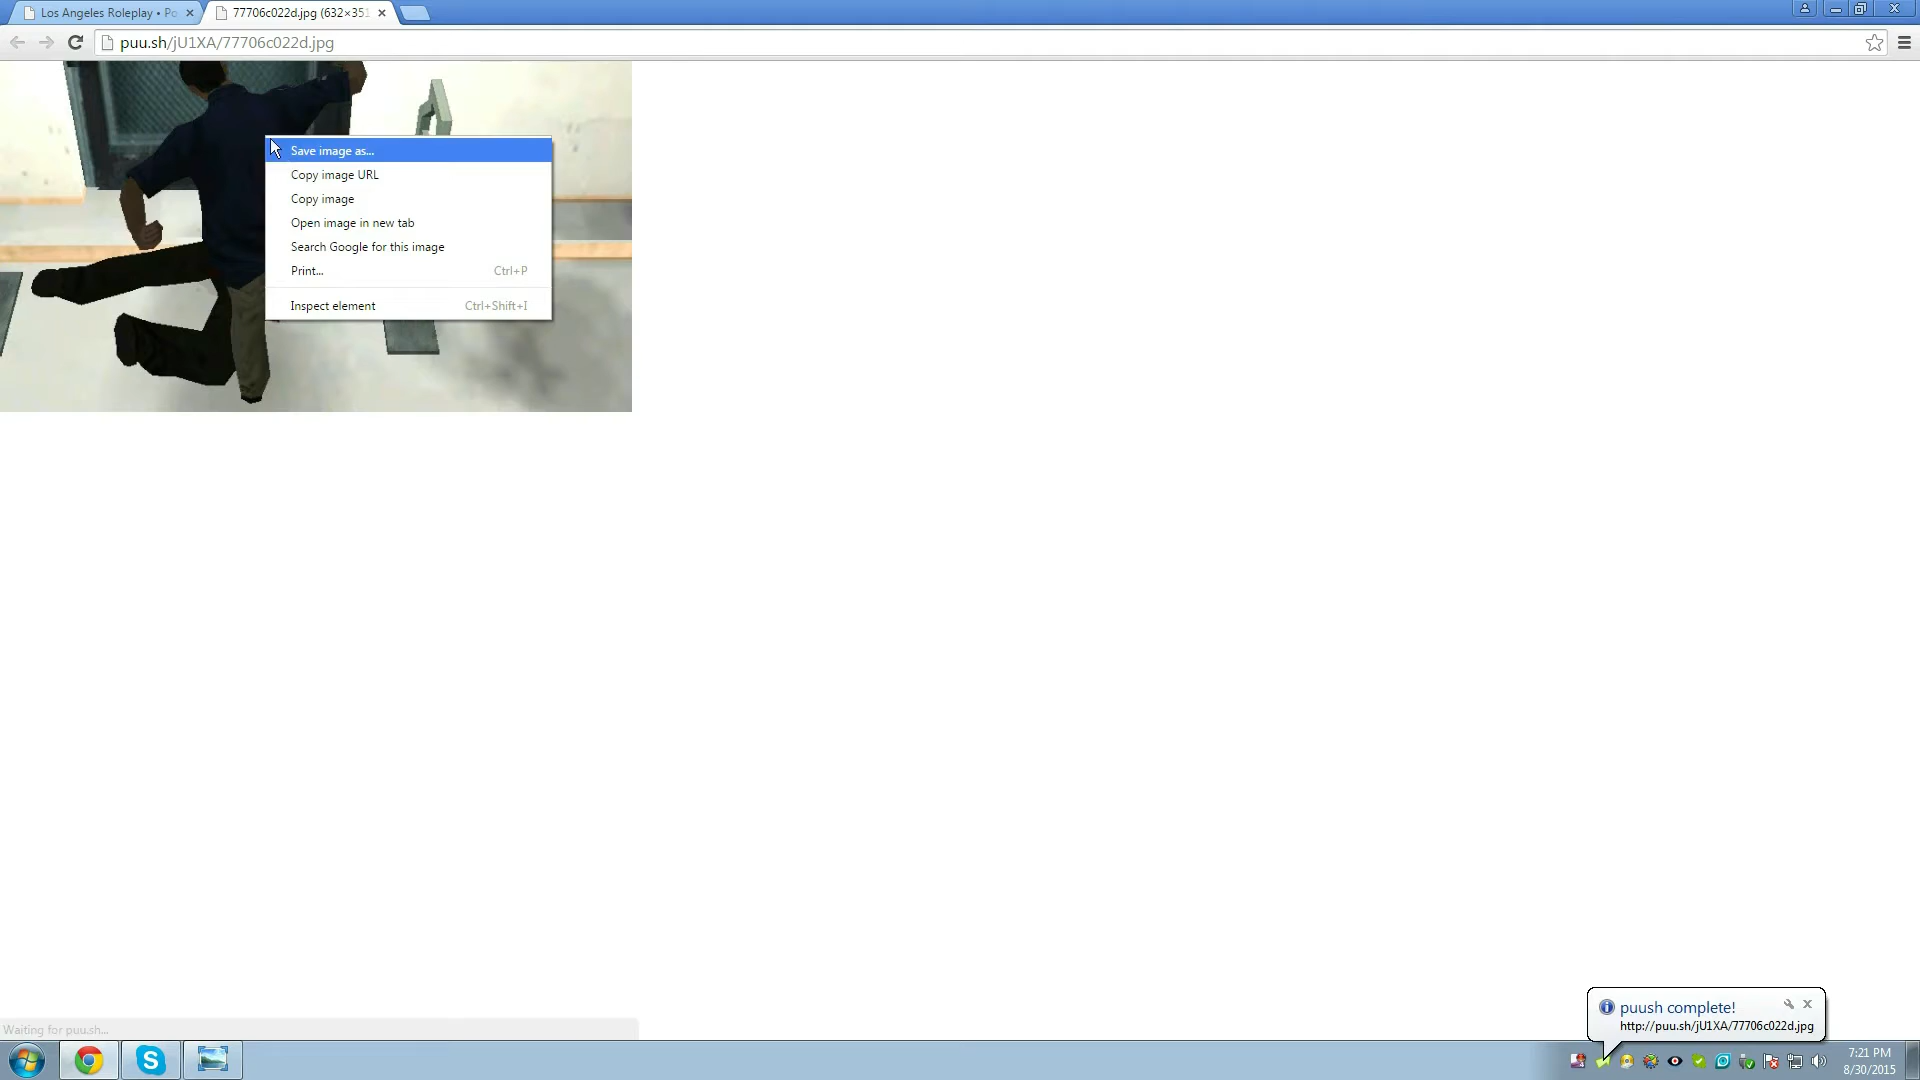 Los Angeles Roleplay • Po
77706c022d.jpg (632×351
puu.sh/jU1XA/77706c022d.jpg
Save image as...
Copy image URL
Copy image
Open image in new tab
Search Google for this image
Print... Ctrl+P
Inspect element Ctrl+Shift+I
Waiting for puu.sh...
puush complete!
http://puu.sh/jU1XA/77706c022d.jpg
7:21 PM
8/30/2015